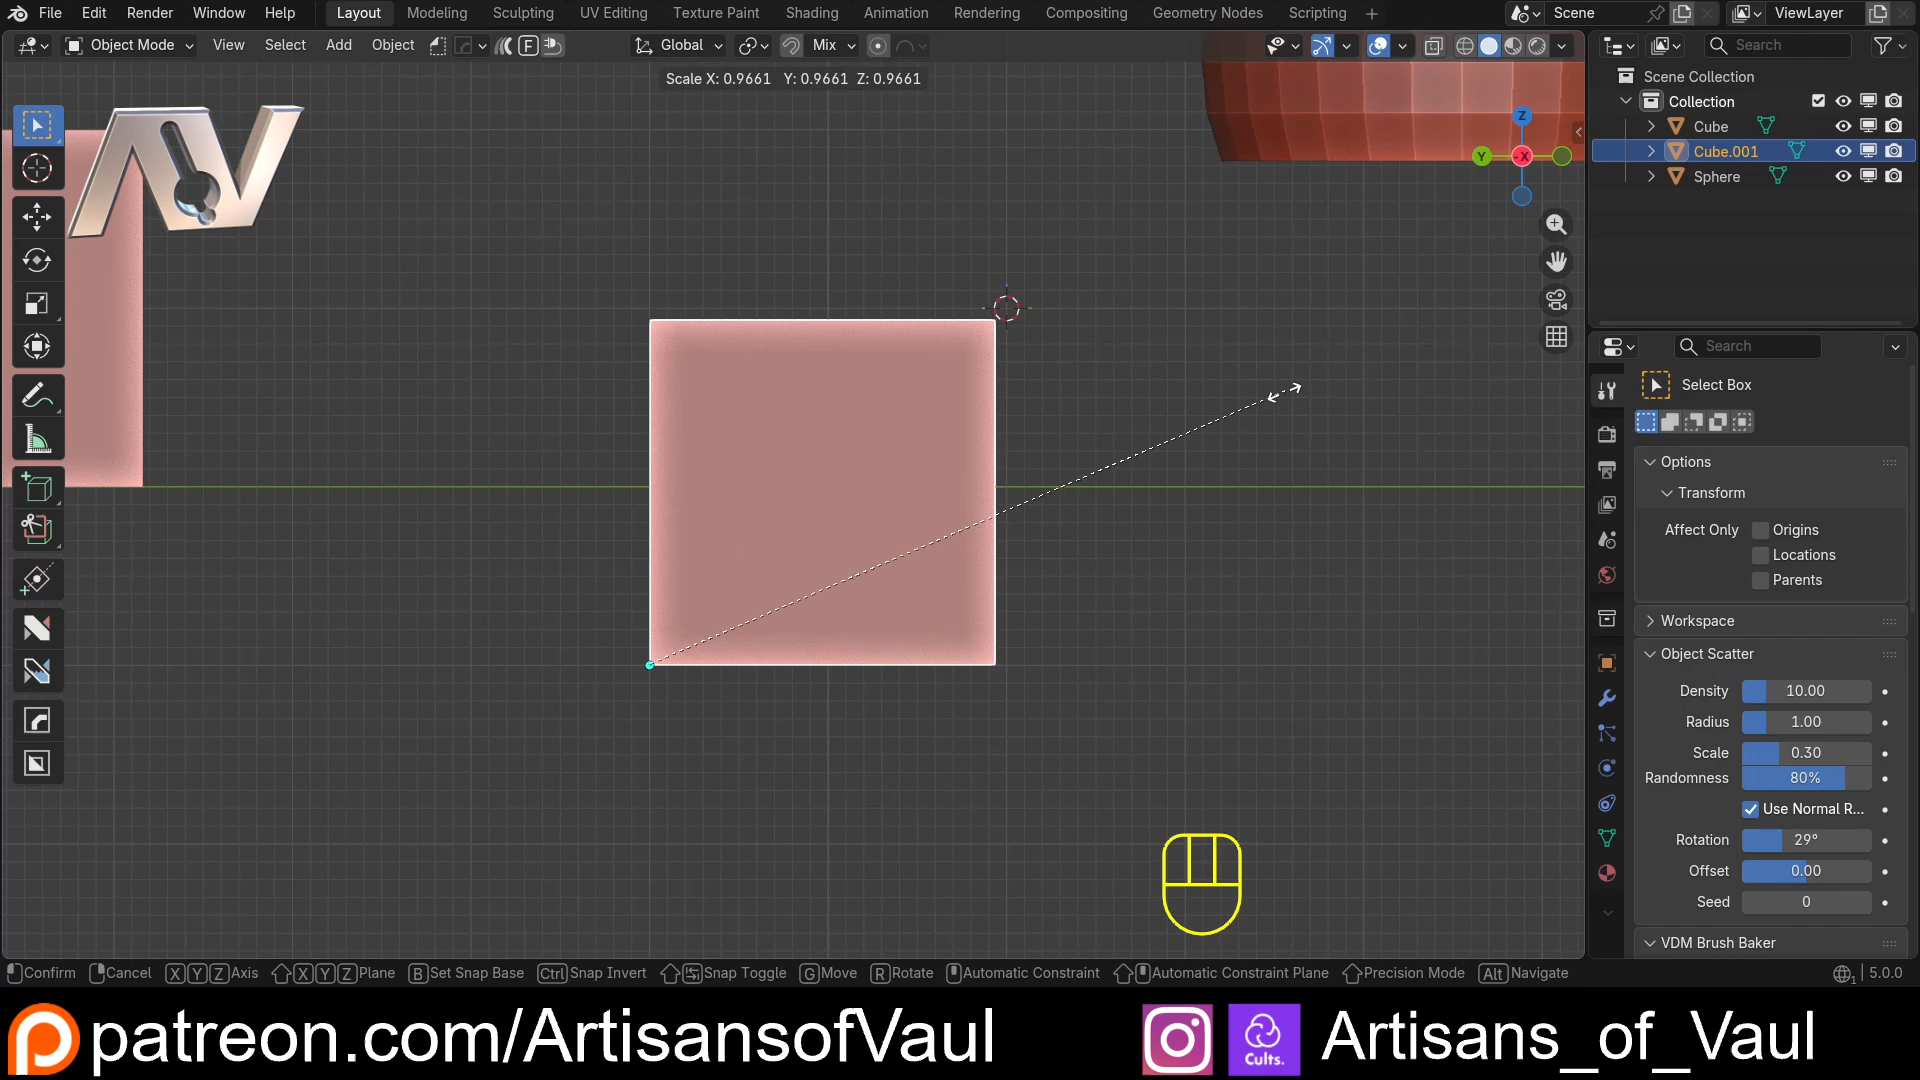 File Edit Render Window Help Layout Modeling Sculpting UV Editing Texture Paint Shading Animation Rendering Compositing Geometry Nodes Scripting + Scene ViewLayer
Object Mode View Select Add Object F Global Mix Search
Scale X: 0.9661 Y: 0.9661 Z: 0.9661
Scene Collection
Collection
Cube
Cube.001
Sphere
Z
Y
-X
Search
Select Box
Options
Transform
Affect Only Origins
Locations
Parents
Workspace
Object Scatter
Density 10.00
Radius 1.00
Scale 0.30
Randomness 80%
Use Normal R...
Rotation 29°
Offset 0.00
Seed 0
VDM Brush Baker
Confirm Cancel X Y Z Axis X Y Z Plane B Set Snap Base Ctrl Snap Invert Snap Toggle G Move R Rotate Automatic Constraint Automatic Constraint Plane Precision Mode Alt Navigate 1 5.0.0
patreon.com/ArtisansofVaul Cults. Artisans_of_Vaul